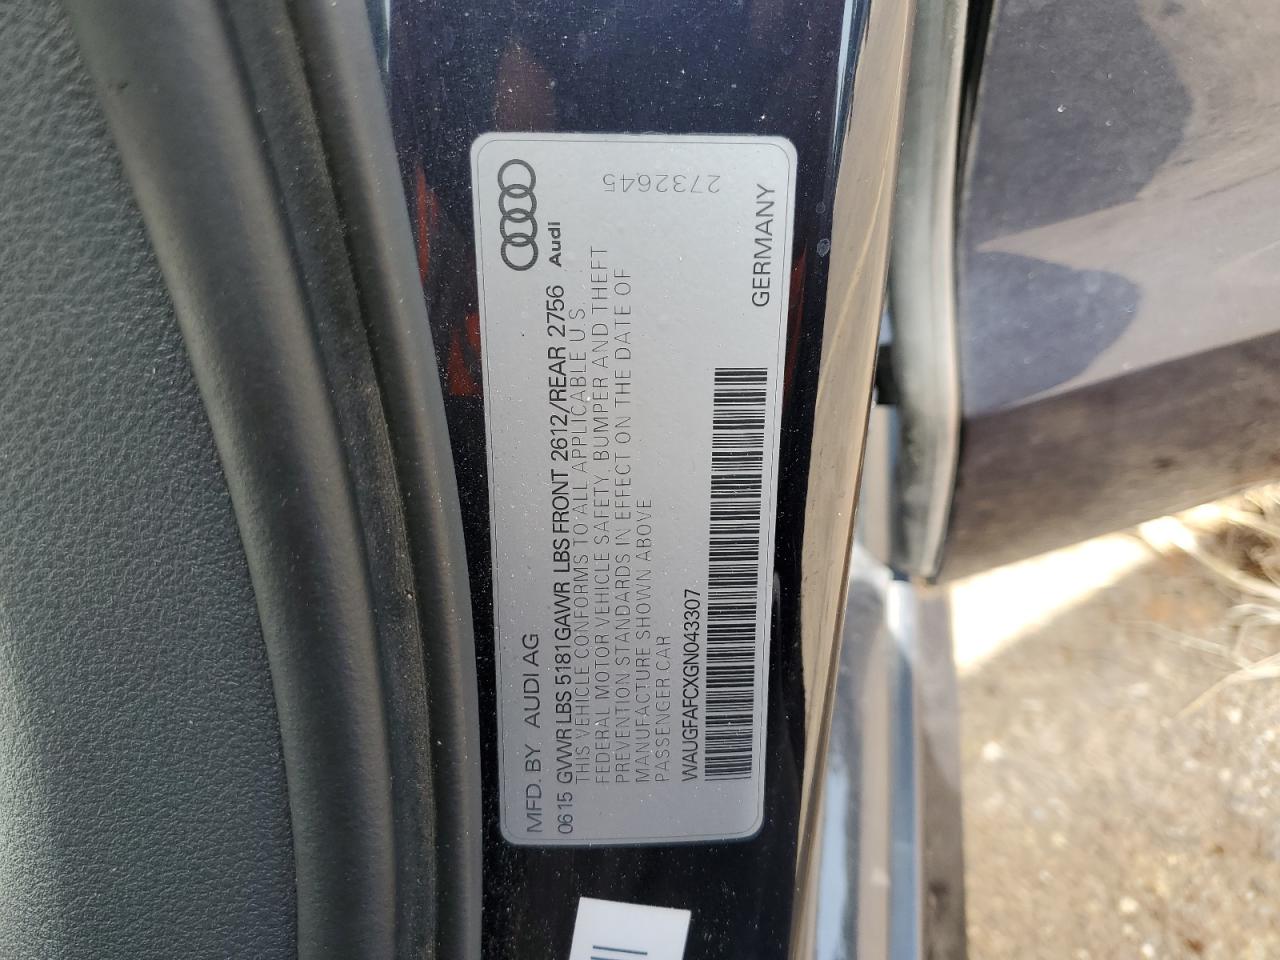 MFD. BY AUDI AG
Audi
0615 GVWR LBS 5181 GAWR LBS FRONT 2612/REAR 2756
THIS VEHICLE CONFORMS TO ALL APPLICABLE U.S.
FEDERAL MOTOR VEHICLE SAFETY, BUMPER AND THEFT
PREVENTION STANDARDS IN EFFECT ON THE DATE OF
MANUFACTURE SHOWN ABOVE
PASSENGER CAR
WAUGFAFCXGN043307
GERMANY
2732645